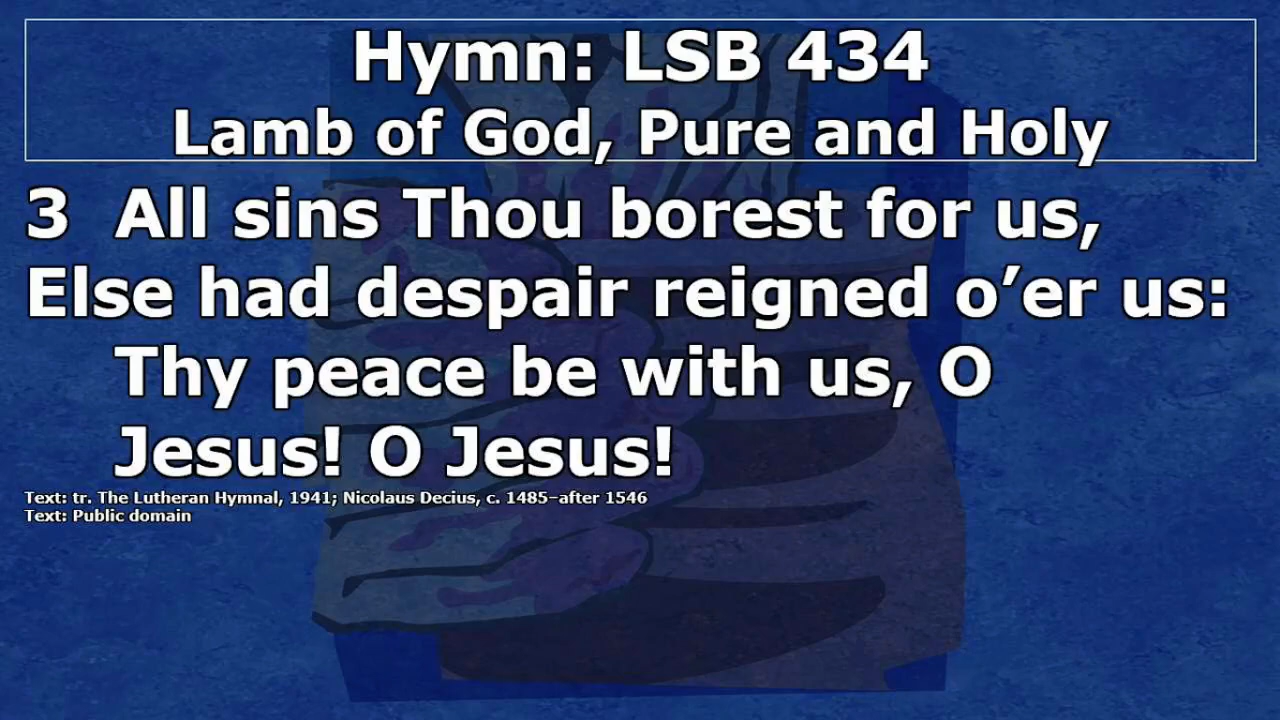 Hymn: LSB 434
Lamb of God, Pure and Holy
3 All sins Thou borest for us,
Else had despair reigned o’er us:
Thy peace be with us, O
Jesus! O Jesus!
Text: tr. The Lutheran Hymnal, 1941; Nicolaus Decius, c. 1485–after 1546
Text: Public domain